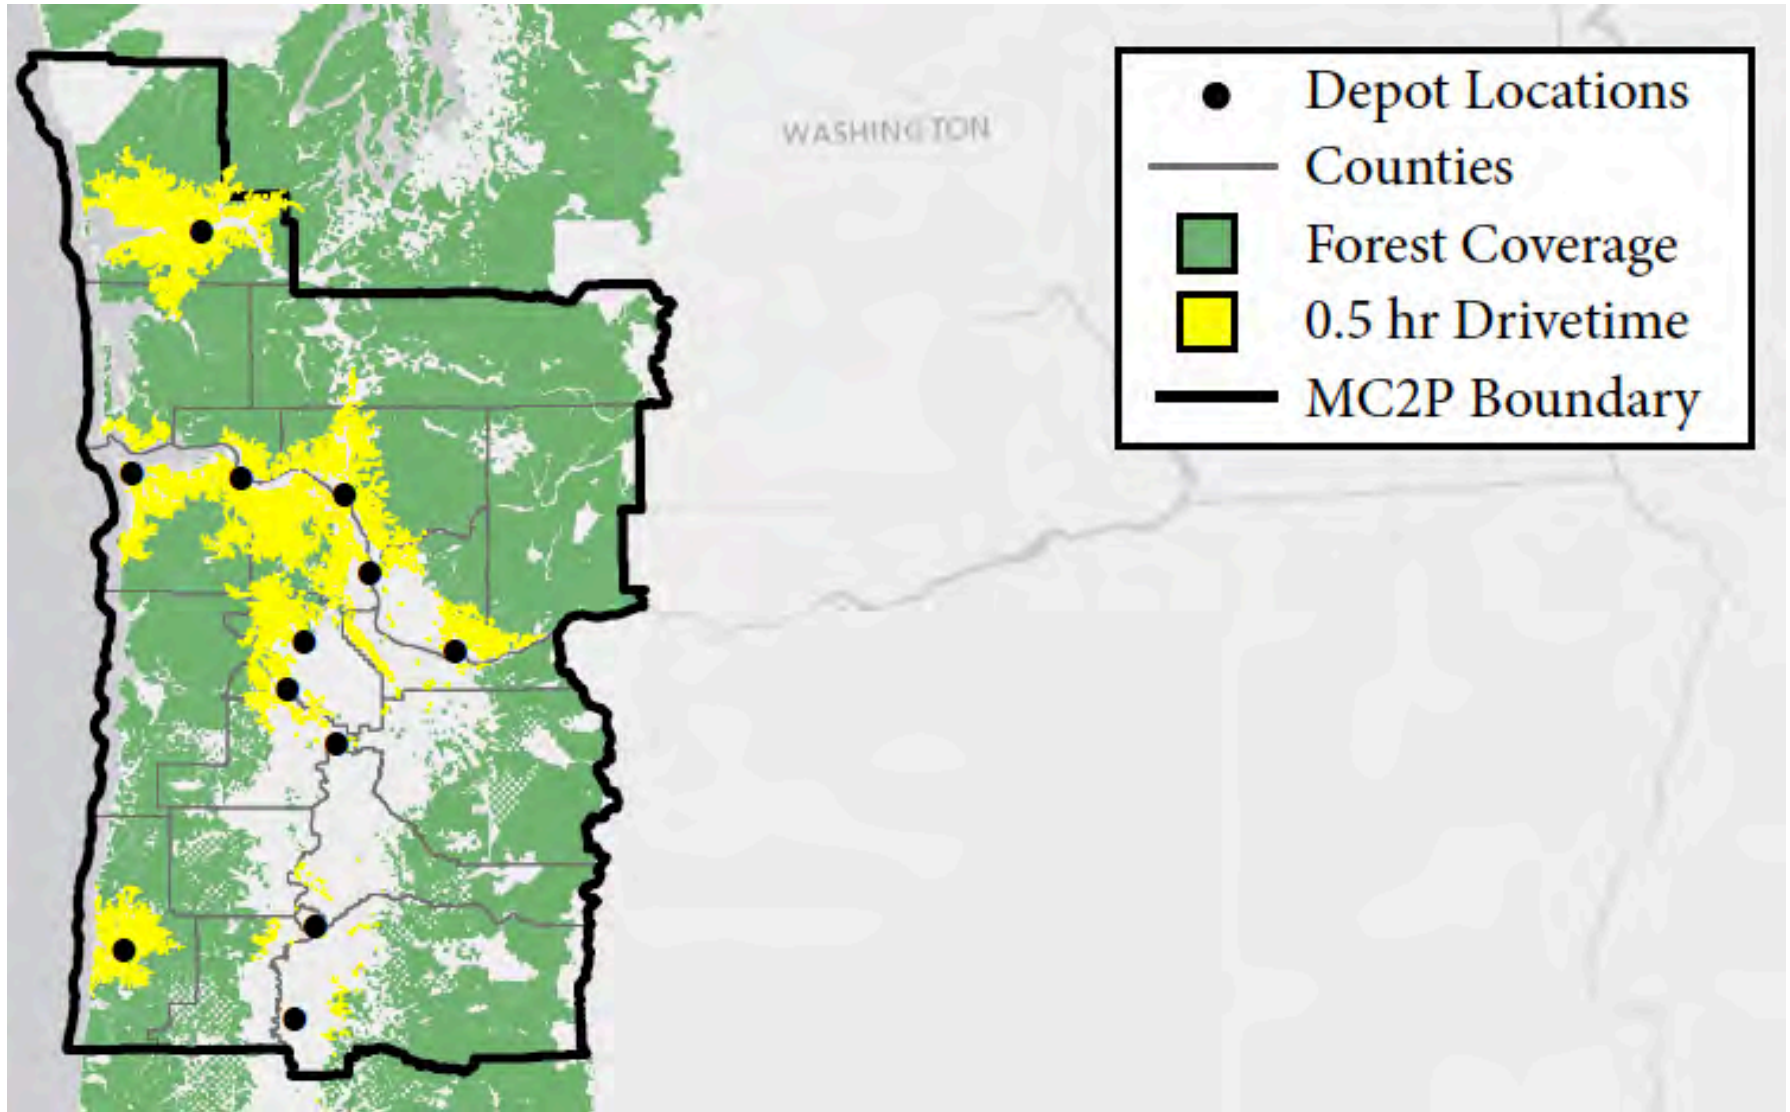 WASHINGTON
Depot Locations
Counties
Forest Coverage
0.5 hr Drivetime
MC2P Boundary